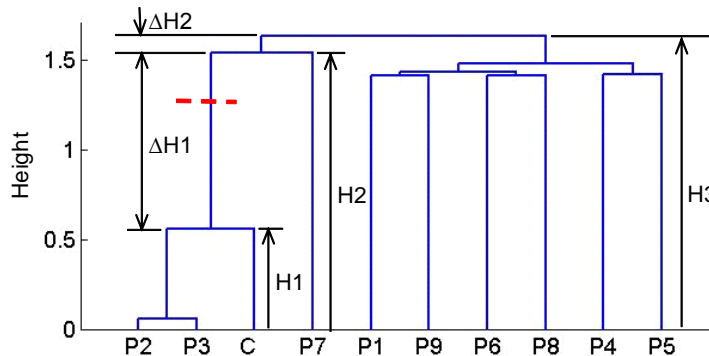 ΔH2
1.5
ΔH1
1
Height
H2
H3
0.5
H1
0
P2 P3 C P7 P1 P9 P6 P8 P4 P5